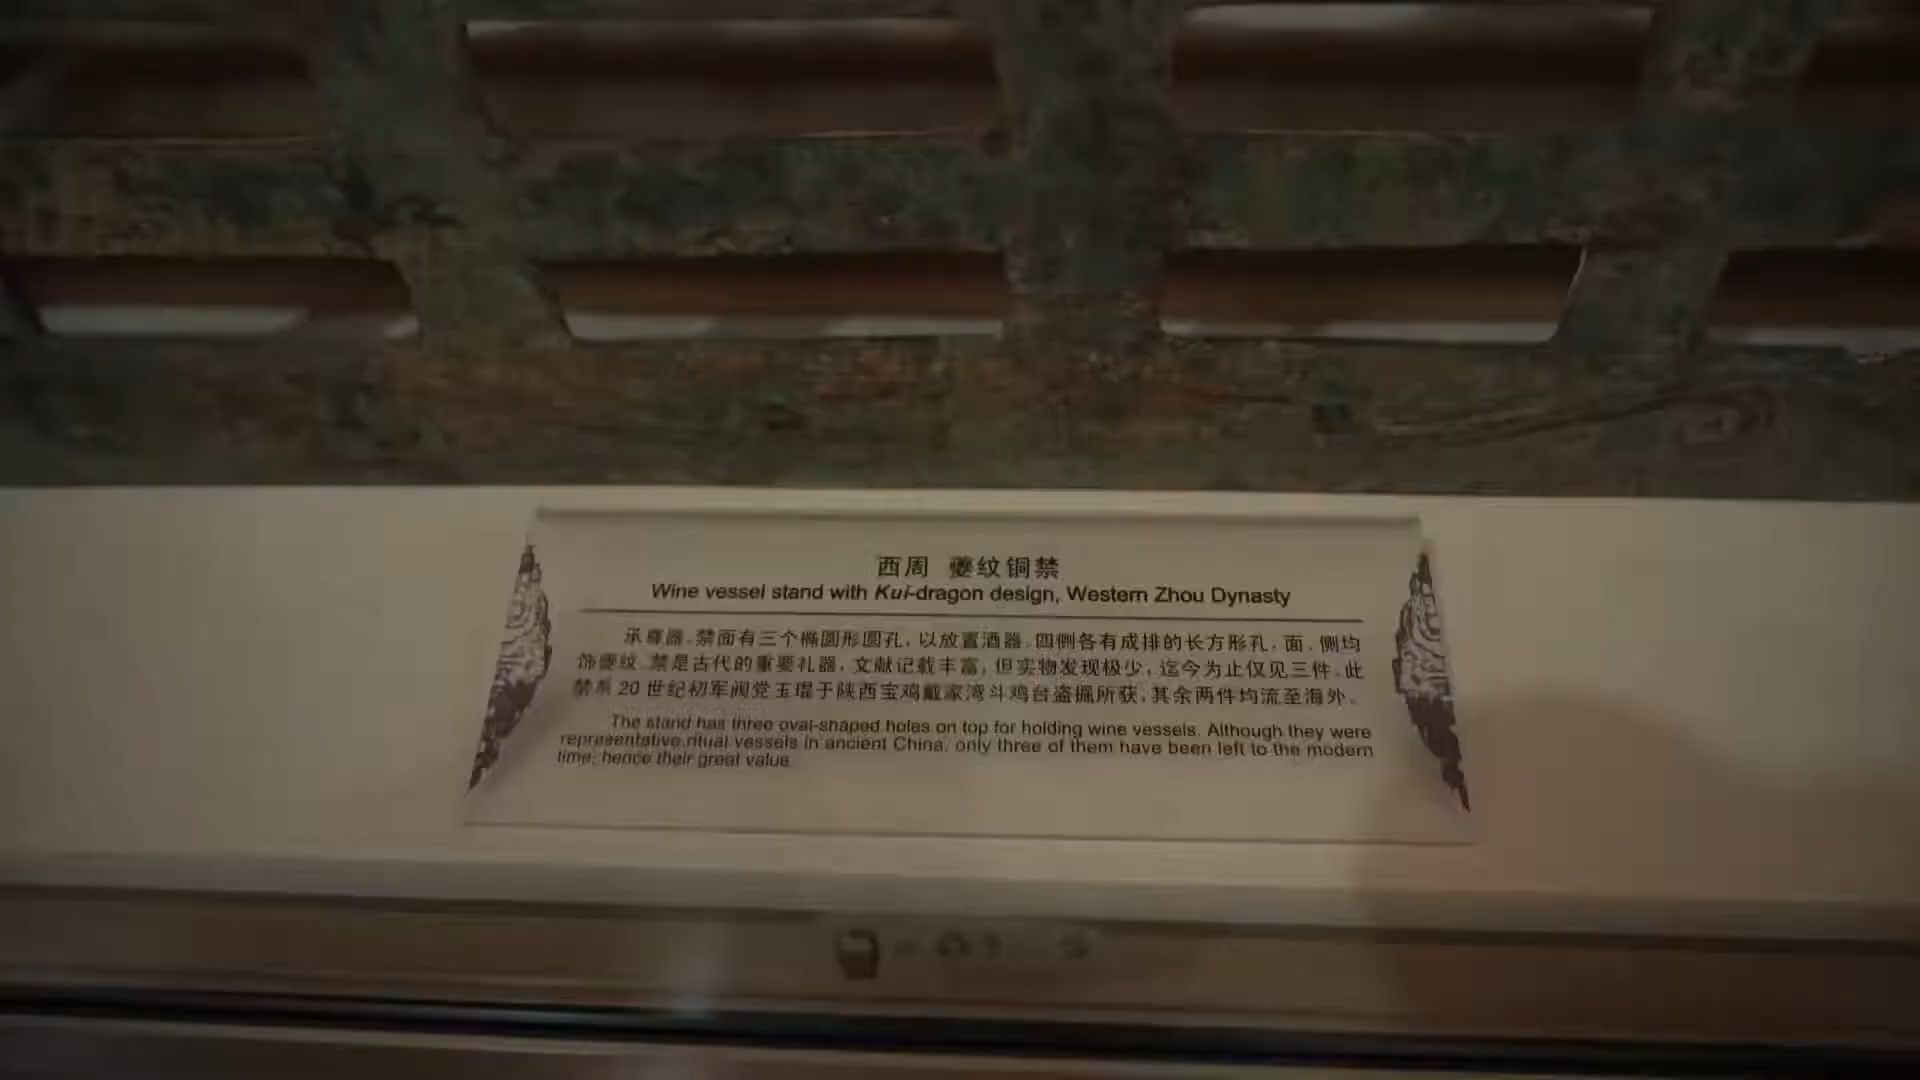 西周 夔纹铜禁
Wine vessel stand with Kui-dragon design, Western Zhou Dynasty
承尊器。禁面有三个椭圆形圆孔，以放置酒器。四侧各有成排的长方形孔，面、侧均
饰夔纹。禁是古代的重要礼器，文献记载丰富，但实物发现极少，迄今为止仅见三件。此
禁系 20 世纪初军阀党玉琨于陕西宝鸡戴家湾斗鸡台盗掘所获，其余两件均流至海外。
The stand has three oval-shaped holes on top for holding wine vessels. Although they were
representative ritual vessels in ancient China, only three of them have been left to the modern
time; hence their great value.